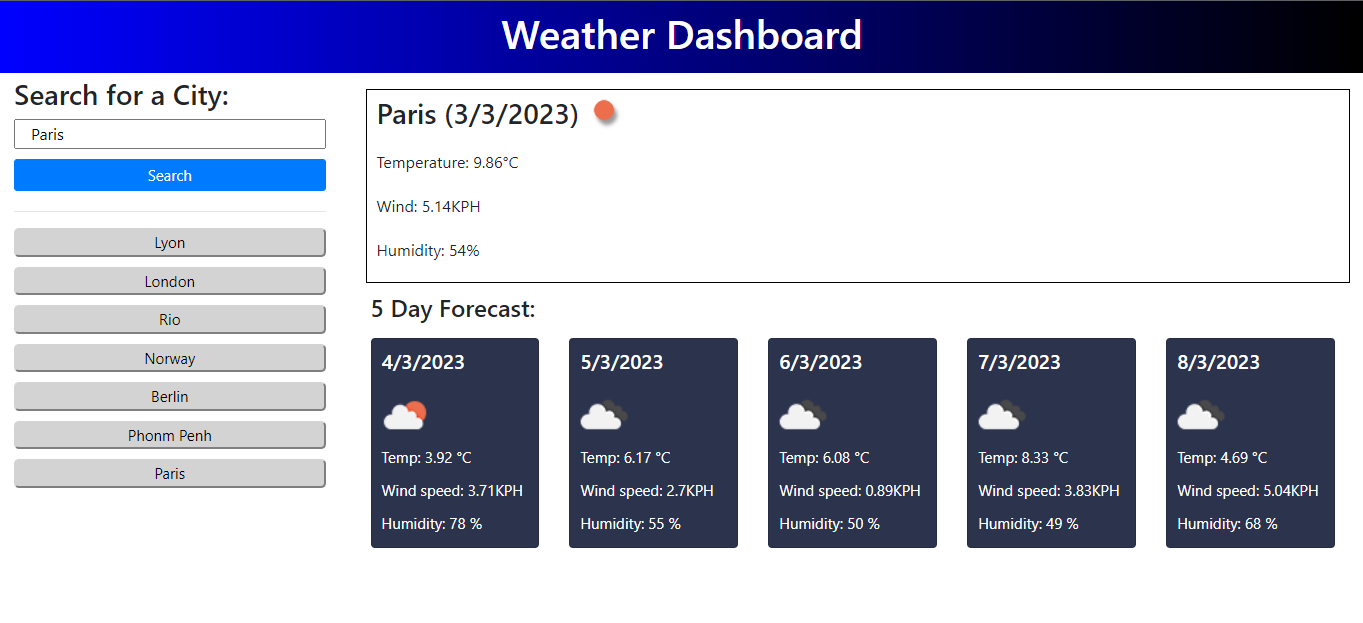 Weather Dashboard
Search for a City:
Paris
Search
Lyon
London
Rio
Norway
Berlin
Phonm Penh
Paris
Paris (3/3/2023)
Temperature: 9.86°C
Wind: 5.14KPH
Humidity: 54%
5 Day Forecast:
4/3/2023
Temp: 3.92 °C
Wind speed: 3.71KPH
Humidity: 78 %
5/3/2023
Temp: 6.17 °C
Wind speed: 2.7KPH
Humidity: 55 %
6/3/2023
Temp: 6.08 °C
Wind speed: 0.89KPH
Humidity: 50 %
7/3/2023
Temp: 8.33 °C
Wind speed: 3.83KPH
Humidity: 49 %
8/3/2023
Temp: 4.69 °C
Wind speed: 5.04KPH
Humidity: 68 %